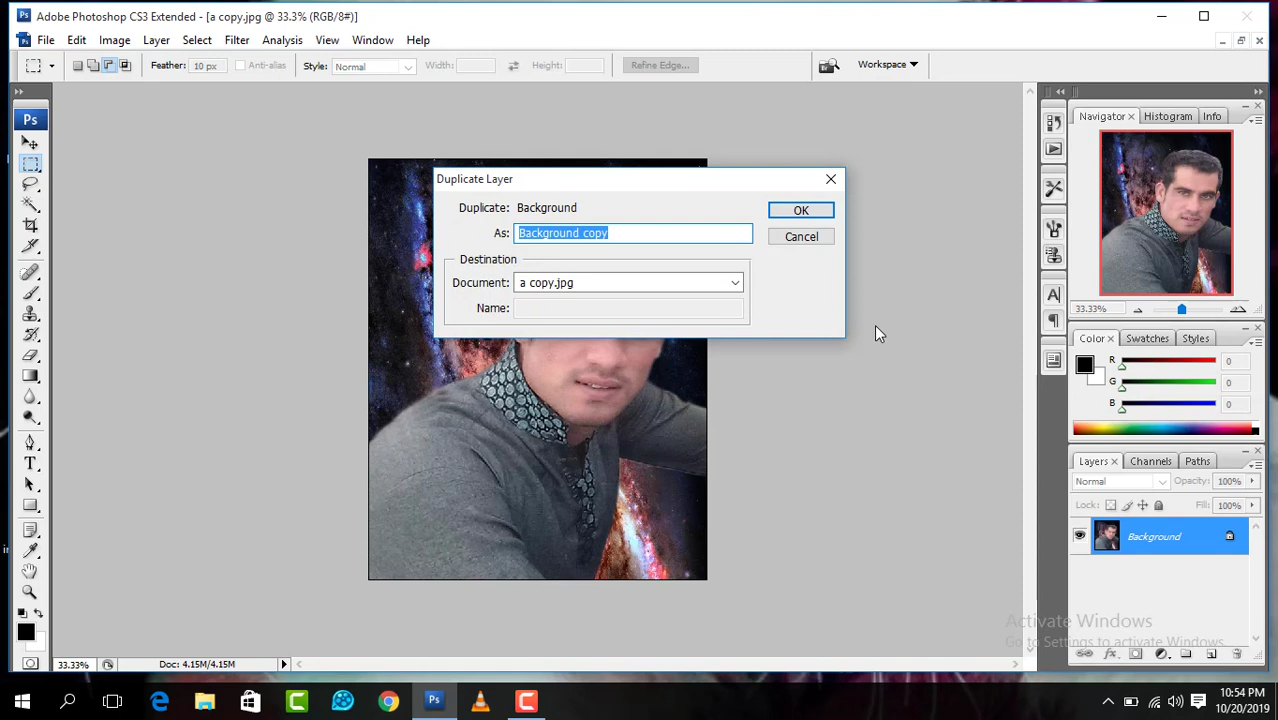 Ps Adobe Photoshop CS3 Extended - [a copy.jpg @ 33.3% (RGB/8#)]
File Edit Image Layer Select Filter Analysis View Window Help
Feather: 10 px Anti-alias Style: Normal Width: Height: Refine Edge... Workspace
Ps
Navigator Histogram Info
Duplicate Layer
Duplicate: Background OK
As: Background copy Cancel
Destination
Document: a copy.jpg
Name:
33.33%
Color Swatches Styles
R 0
G 0
B 0
Layers Channels Paths
Normal Opacity: 100%
Lock: Fill: 100%
Background
Activate Windows
Go to Settings to activate Windows.
33.33% Doc: 4.15M/4.15M
10:54 PM
10/20/2019